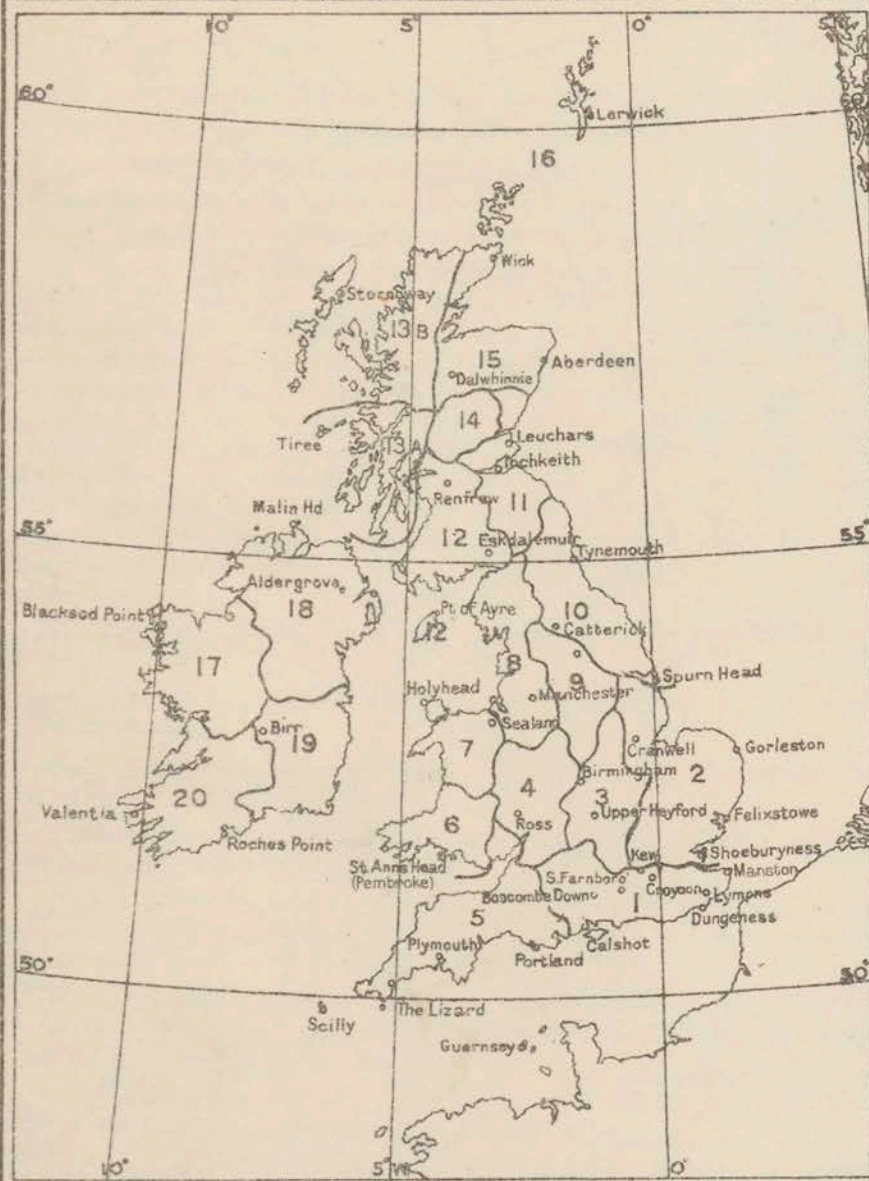 10° 5° 0° 5
60°
Lerwick
16
Wick
Stornoway
13 B
15
Aberdeen
Dalwhinnie
14
Tiree
13 A
Leuchars
Inchkeith
Renfrew
11
Malin Hd
55° 55°
12
Eskdalemuir
Tynemouth
Aldergrove
18
Blacksod Point
Pt. of Ayre
12
10
Catterick
17
8
9
Spurn Head
Holyhead
Manchester
Birr
Sealand
19
7
Cranwell
Gorleston
Birmingham
2
4
3
20
Upper Heyford
Valentia
Felixstowe
Ross
6
Roches Point
Kew
Shoeburyness
St. Ann's Head
(Pembroke)
S. Farnboro
Manston
Boscombe Down
Croydon
Lympne
1
5
Dungeness
Plymouth
Calshot
Portland
50° 50°
Scilly
The Lizard
Guernsey
10° 5° W 0°